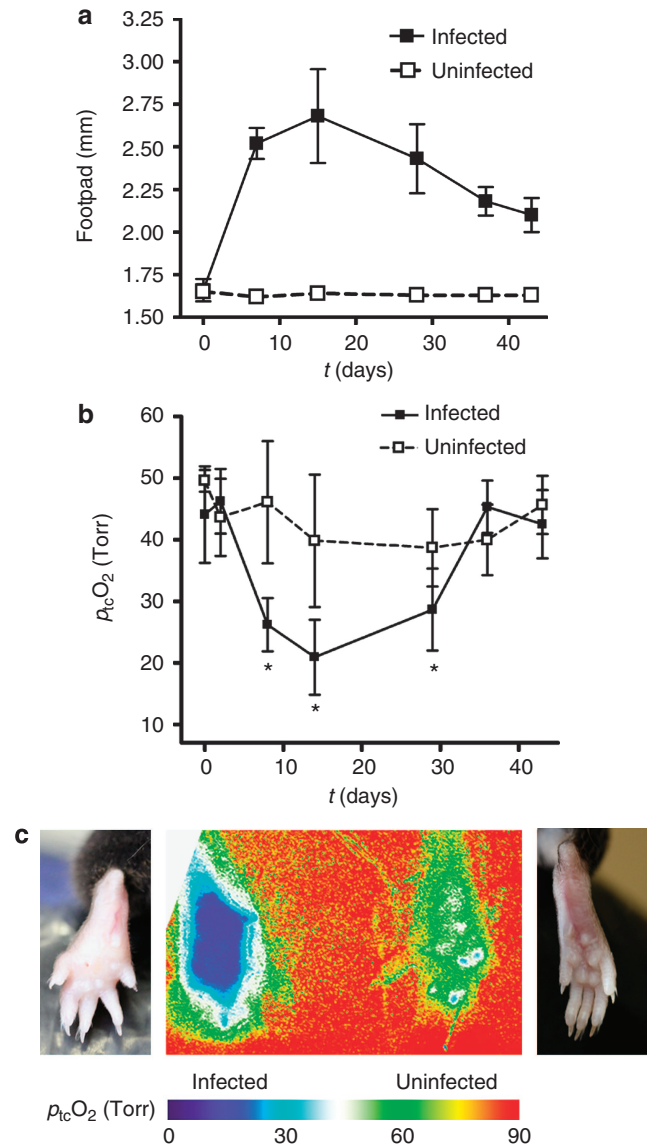 a
3.25
3.00
2.75
2.50
2.25
2.00
1.75
1.50
Footpad (mm)
Infected
Uninfected
0 10 20 30 40
t (days)
b
60
50
40
30
20
10
ptcO2 (Torr)
Infected
Uninfected
*
*
*
0 10 20 30 40
t (days)
c
Infected Uninfected
ptcO2 (Torr)
0 30 60 90